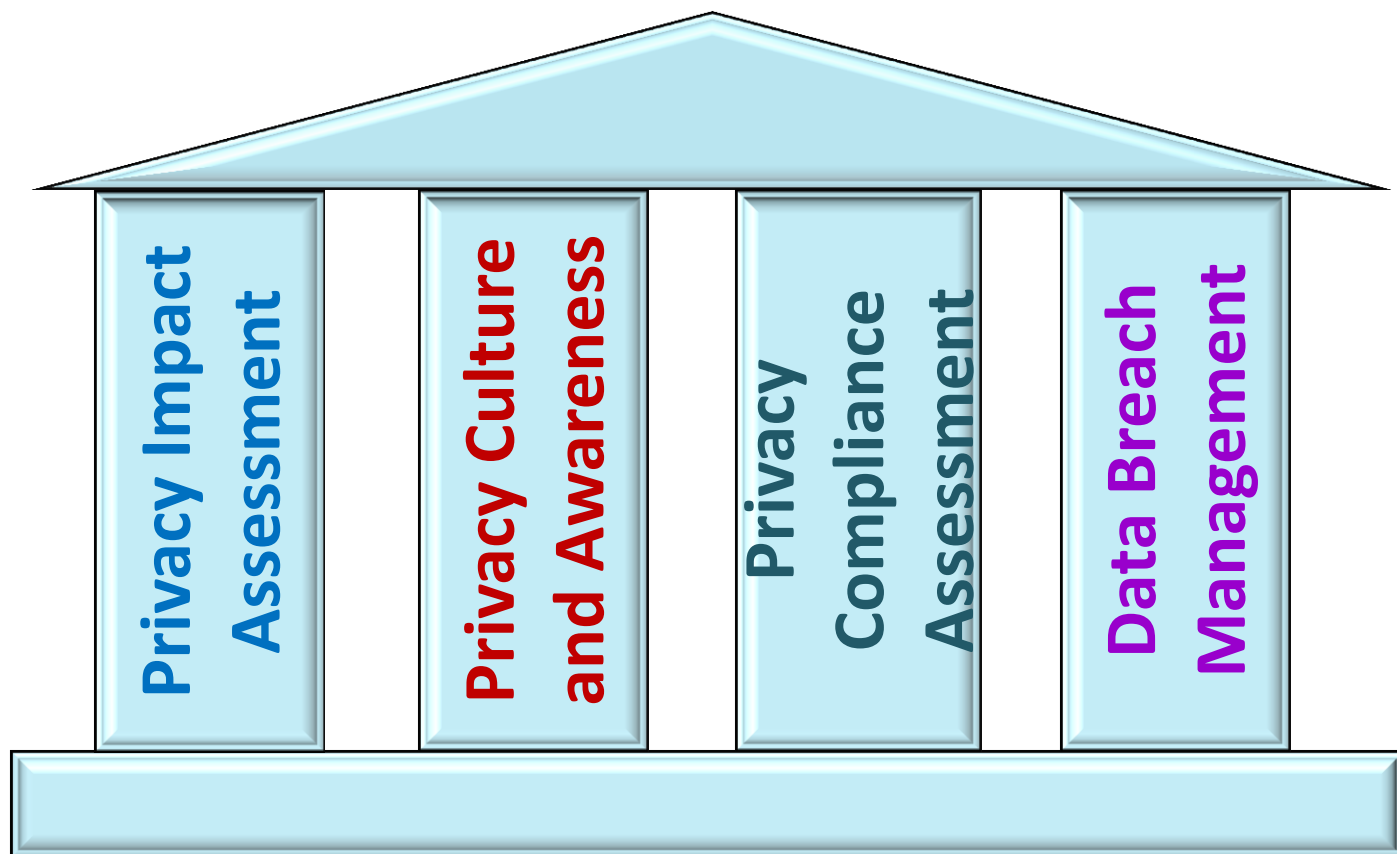 Privacy Impact
Assessment
Privacy Culture
and Awareness
Privacy
Compliance
Assessment
Data Breach
Management